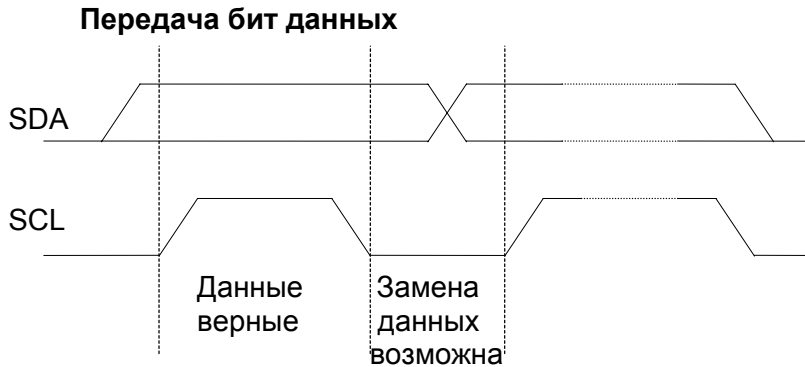 Передача бит данных
SDA
SCL
Данные
верные
Замена
данных
возможна